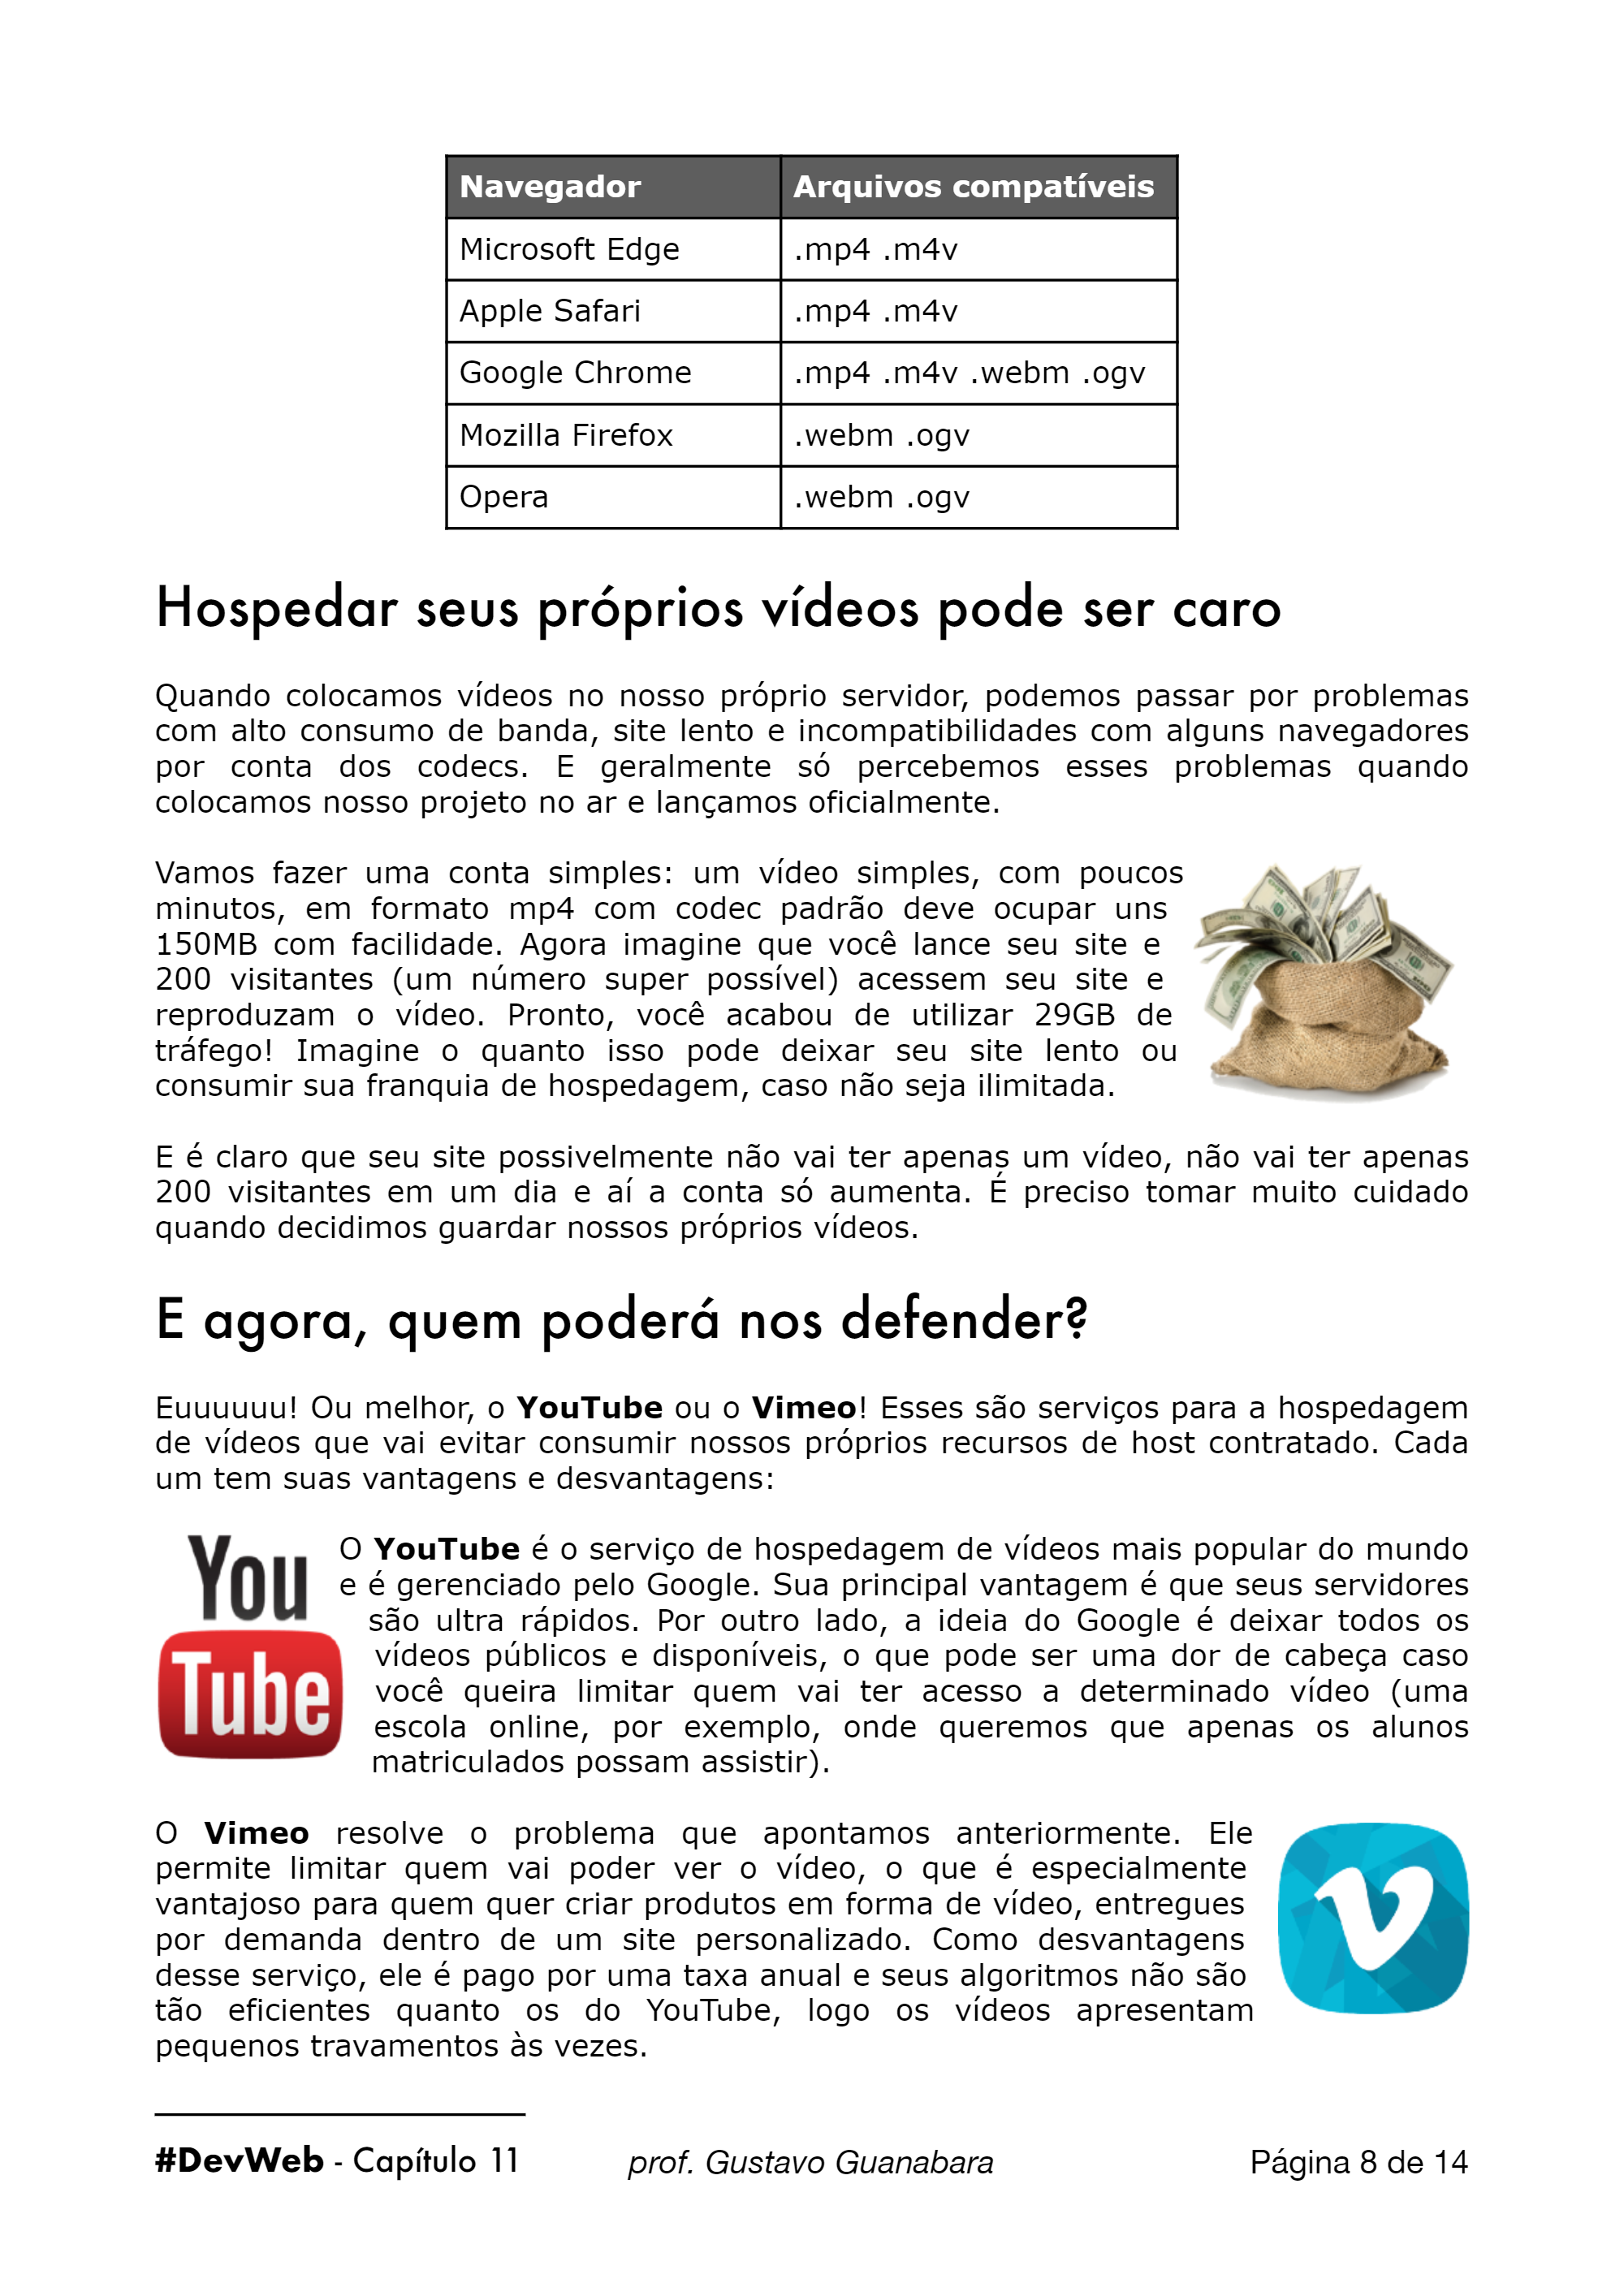 Navegador Arquivos compatíveis
Microsoft Edge .mp4 .m4v
Apple Safari .mp4 .m4v
Google Chrome .mp4 .m4v .webm .ogv
Mozilla Firefox .webm .ogv
Opera .webm .ogv
Hospedar seus próprios vídeos pode ser caro
Quando colocamos vídeos no nosso próprio servidor, podemos passar por problemas
com alto consumo de banda, site lento e incompatibilidades com alguns navegadores
por conta dos codecs. E geralmente só percebemos esses problemas quando
colocamos nosso projeto no ar e lançamos oficialmente.
Vamos fazer uma conta simples: um vídeo simples, com poucos
minutos, em formato mp4 com codec padrão deve ocupar uns
150MB com facilidade. Agora imagine que você lance seu site e
200 visitantes (um número super possível) acessem seu site e
reproduzam o vídeo. Pronto, você acabou de utilizar 29GB de
tráfego! Imagine o quanto isso pode deixar seu site lento ou
consumir sua franquia de hospedagem, caso não seja ilimitada.
E é claro que seu site possivelmente não vai ter apenas um vídeo, não vai ter apenas
200 visitantes em um dia e aí a conta só aumenta. É preciso tomar muito cuidado
quando decidimos guardar nossos próprios vídeos.
E agora, quem poderá nos defender?
Euuuuuu! Ou melhor, o YouTube ou o Vimeo! Esses são serviços para a hospedagem
de vídeos que vai evitar consumir nossos próprios recursos de host contratado. Cada
um tem suas vantagens e desvantagens:
You
Tube
O YouTube é o serviço de hospedagem de vídeos mais popular do mundo
e é gerenciado pelo Google. Sua principal vantagem é que seus servidores
são ultra rápidos. Por outro lado, a ideia do Google é deixar todos os
vídeos públicos e disponíveis, o que pode ser uma dor de cabeça caso
você queira limitar quem vai ter acesso a determinado vídeo (uma
escola online, por exemplo, onde queremos que apenas os alunos
matriculados possam assistir).
O Vimeo resolve o problema que apontamos anteriormente. Ele
permite limitar quem vai poder ver o vídeo, o que é especialmente
vantajoso para quem quer criar produtos em forma de vídeo, entregues
por demanda dentro de um site personalizado. Como desvantagens
desse serviço, ele é pago por uma taxa anual e seus algoritmos não são
tão eficientes quanto os do YouTube, logo os vídeos apresentam
pequenos travamentos às vezes.
#DevWeb - Capítulo 11 prof. Gustavo Guanabara Página 8 de 14